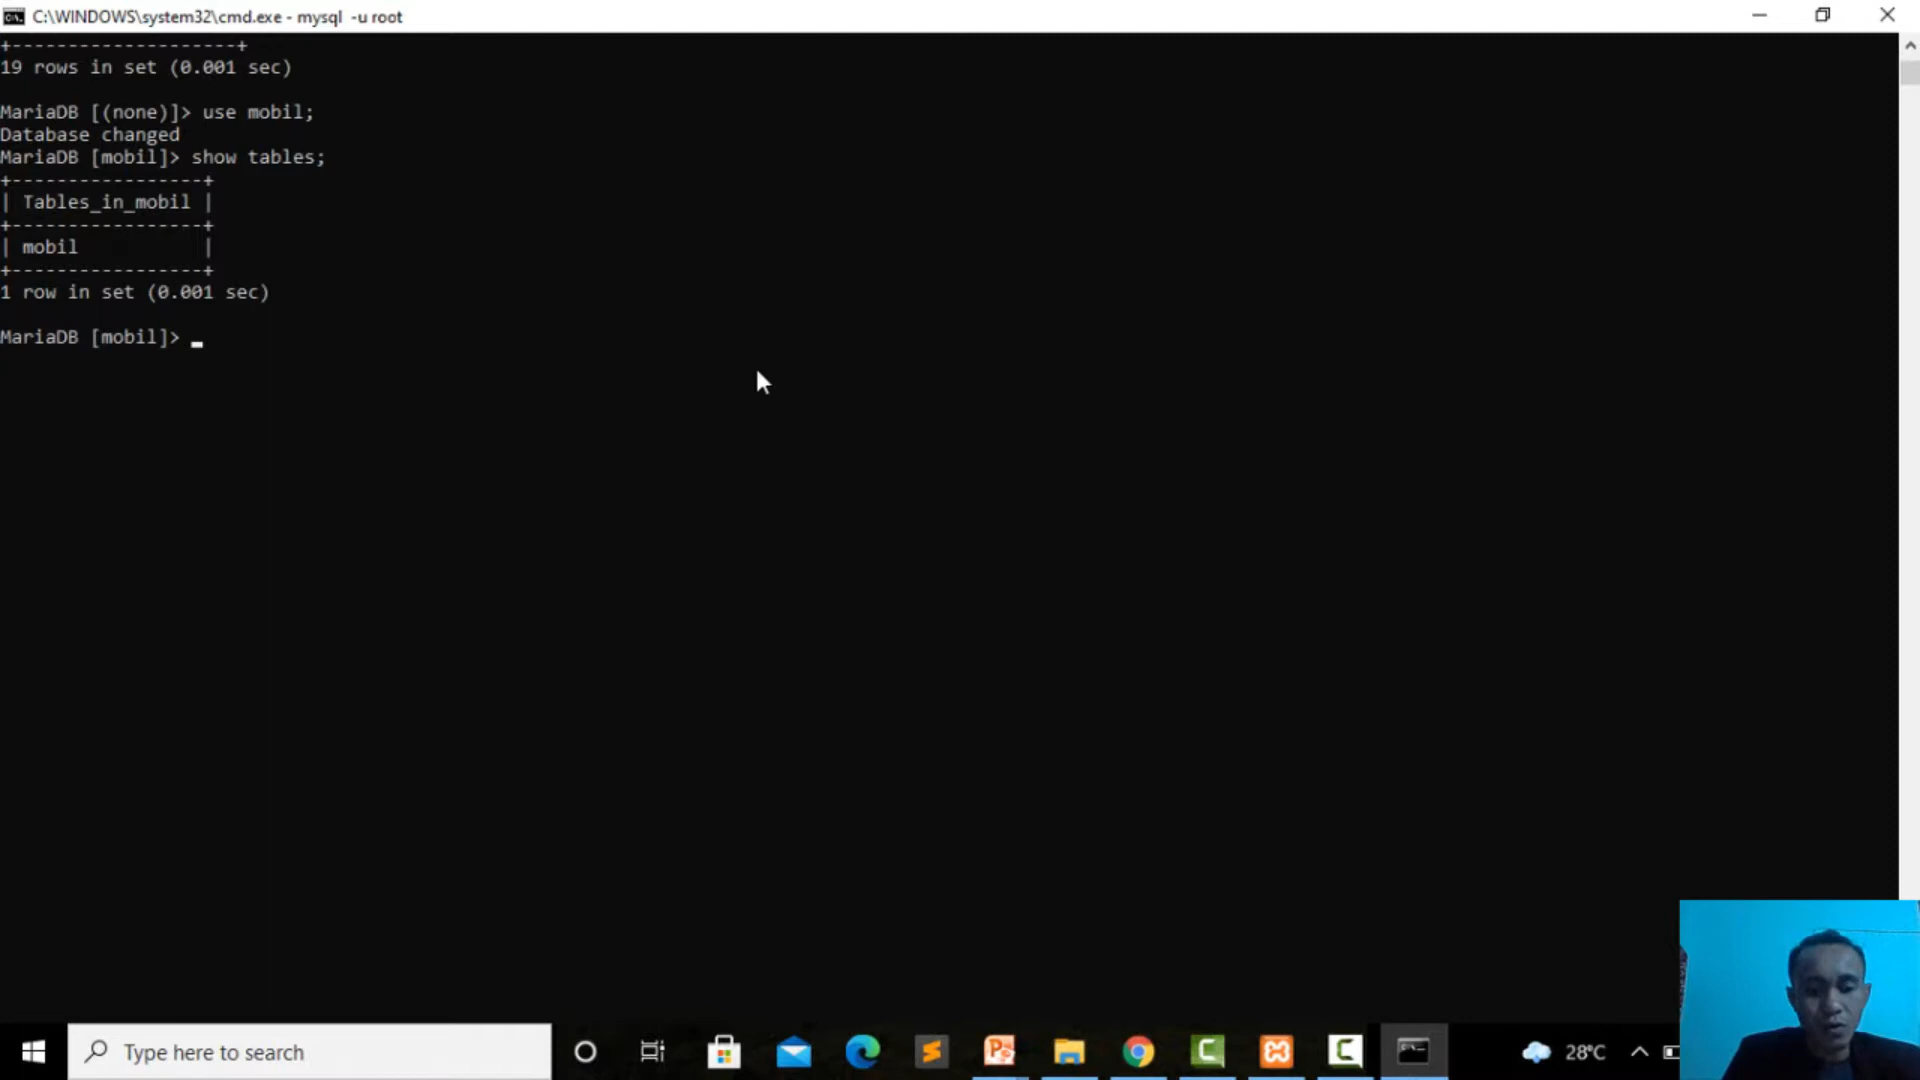 C:\WINDOWS\system32\cmd.exe - mysql  -u root
+--------------------+
19 rows in set (0.001 sec)
MariaDB [(none)]> use mobil;
Database changed
MariaDB [mobil]> show tables;
+-----------------+
| Tables_in_mobil |
+-----------------+
| mobil           |
+-----------------+
1 row in set (0.001 sec)
MariaDB [mobil]> _
Type here to search
28°C